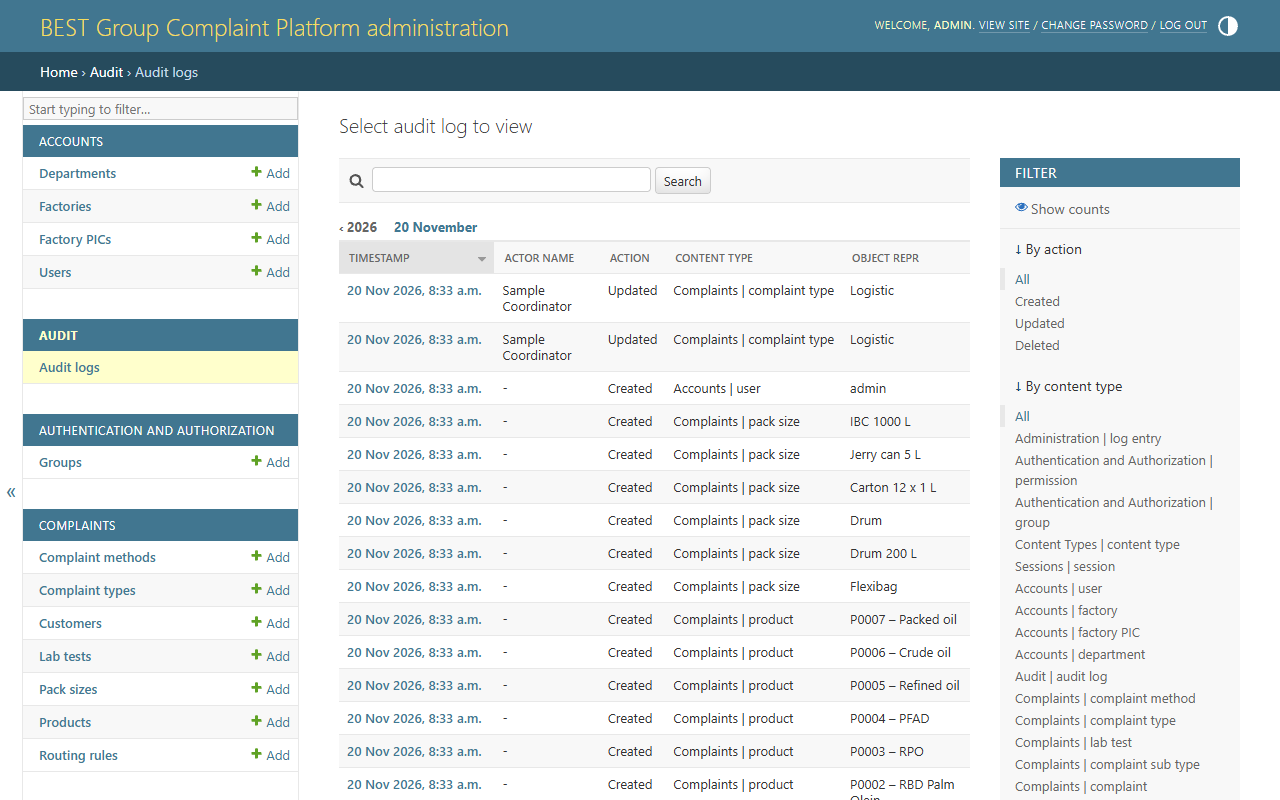 BEST Group Complaint Platform administration
WELCOME, ADMIN. VIEW SITE / CHANGE PASSWORD / LOG OUT
Home › Audit › Audit logs
Start typing to filter...
ACCOUNTS
Departments Add
Factories Add
Factory PICs Add
Users Add
AUDIT
Audit logs
AUTHENTICATION AND AUTHORIZATION
Groups Add
«
COMPLAINTS
Complaint methods Add
Complaint types Add
Customers Add
Lab tests Add
Pack sizes Add
Products Add
Routing rules Add
Select audit log to view
Search
‹ 2026 20 November
TIMESTAMP ACTOR NAME ACTION CONTENT TYPE OBJECT REPR
20 Nov 2026, 8:33 a.m. Sample Coordinator Updated Complaints | complaint type Logistic
20 Nov 2026, 8:33 a.m. Sample Coordinator Updated Complaints | complaint type Logistic
20 Nov 2026, 8:33 a.m. - Created Accounts | user admin
20 Nov 2026, 8:33 a.m. - Created Complaints | pack size IBC 1000 L
20 Nov 2026, 8:33 a.m. - Created Complaints | pack size Jerry can 5 L
20 Nov 2026, 8:33 a.m. - Created Complaints | pack size Carton 12 x 1 L
20 Nov 2026, 8:33 a.m. - Created Complaints | pack size Drum
20 Nov 2026, 8:33 a.m. - Created Complaints | pack size Drum 200 L
20 Nov 2026, 8:33 a.m. - Created Complaints | pack size Flexibag
20 Nov 2026, 8:33 a.m. - Created Complaints | product P0007 – Packed oil
20 Nov 2026, 8:33 a.m. - Created Complaints | product P0006 – Crude oil
20 Nov 2026, 8:33 a.m. - Created Complaints | product P0005 – Refined oil
20 Nov 2026, 8:33 a.m. - Created Complaints | product P0004 – PFAD
20 Nov 2026, 8:33 a.m. - Created Complaints | product P0003 – RPO
20 Nov 2026, 8:33 a.m. - Created Complaints | product P0002 – RBD Palm Olein
FILTER
Show counts
↓ By action
All
Created
Updated
Deleted
↓ By content type
All
Administration | log entry
Authentication and Authorization |
permission
Authentication and Authorization |
group
Content Types | content type
Sessions | session
Accounts | user
Accounts | factory
Accounts | factory PIC
Accounts | department
Audit | audit log
Complaints | complaint method
Complaints | complaint type
Complaints | lab test
Complaints | complaint sub type
Complaints | complaint